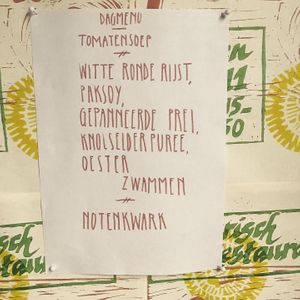 DAGMENU
TOMATENSOEP
WITTE RONDE RIJST,
PAKSOY,
GEPANNEERDE PREI,
KNOLSELDER PUREE,
OESTER
ZWAMMEN
NOTENKWARK